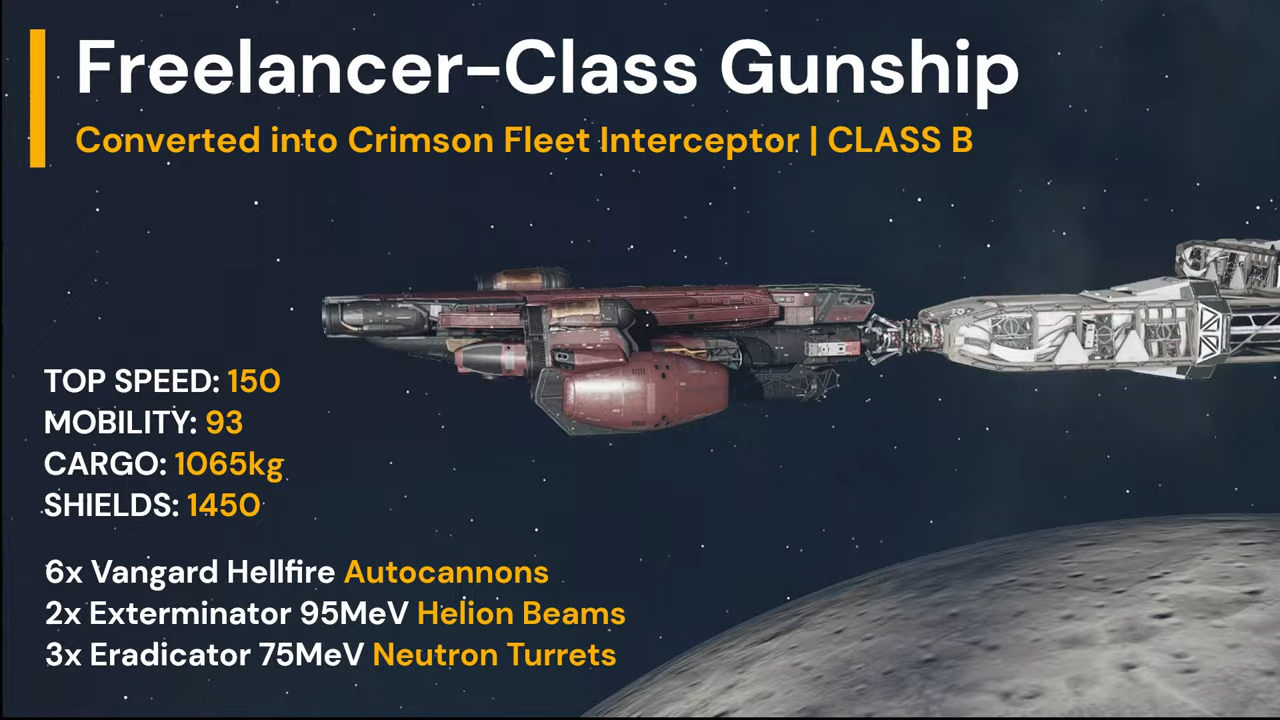 Freelancer-Class Gunship
Converted into Crimson Fleet Interceptor | CLASS B
TOP SPEED: 150
MOBILITY: 93
CARGO: 1065kg
SHIELDS: 1450
6x Vangard Hellfire Autocannons
2x Exterminator 95MeV Helion Beams
3x Eradicator 75MeV Neutron Turrets